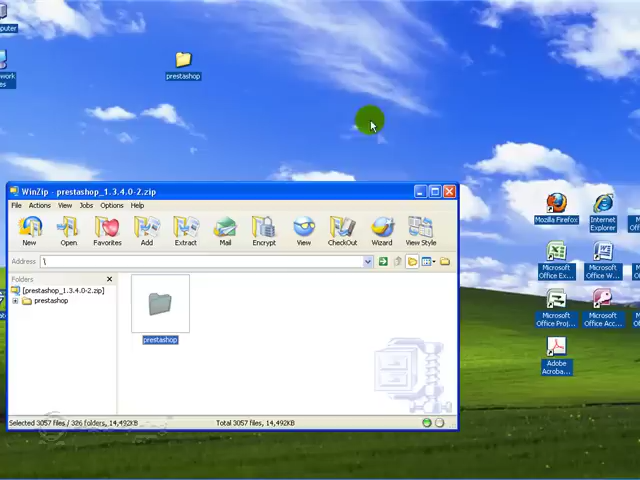 mputer
work
es
prestashop
WinZip - prestashop_1.3.4.0-2.zip
File Actions View Jobs Options Help
New Open Favorites Add Extract Mail Encrypt View CheckOut Wizard View Style
Address \
Folders
[prestashop_1.3.4.0-2.zip]
prestashop
prestashop
Selected 3057 files / 326 folders, 14,492KB
Total 3057 files, 14,492KB
Mozilla Firefox
Internet
Explorer
Microsoft
Office Ex...
Microsoft
Office W...
Microsoft
Office Proj...
Microsoft
Office Acc...
Adobe
Acroba...